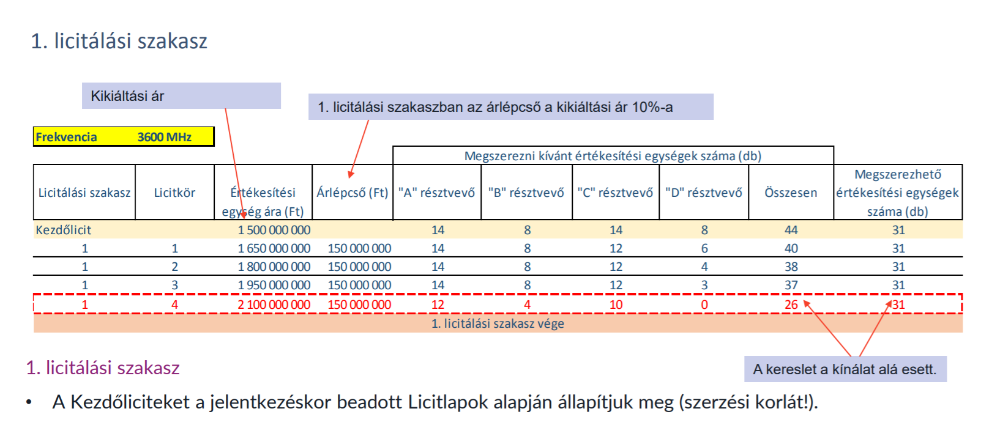 1. licitálási szakasz
Kikiáltási ár
1. licitálási szakaszban az árlépcső a kikiáltási ár 10%-a
Frekvencia 3600 MHz
Megszerezni kívánt értékesítési egységek száma (db)
Licitálási szakasz Licitkör Értékesítési egység ára (Ft) Árlépcső (Ft) "A" résztvevő "B" résztvevő "C" résztvevő "D" résztvevő Összesen Megszerezhető értékesítési egységek száma (db)
Kezdőlicit 1 500 000 000 14 8 14 8 44 31
1 1 1 650 000 000 150 000 000 14 8 12 6 40 31
1 2 1 800 000 000 150 000 000 14 8 12 4 38 31
1 3 1 950 000 000 150 000 000 14 8 12 3 37 31
1 4 2 100 000 000 150 000 000 12 4 10 0 26 31
1. licitálási szakasz vége
A kereslet a kínálat alá esett.
1. licitálási szakasz
• A Kezdőliciteket a jelentkezéskor beadott Licitlapok alapján állapítjuk meg (szerzési korlát!).